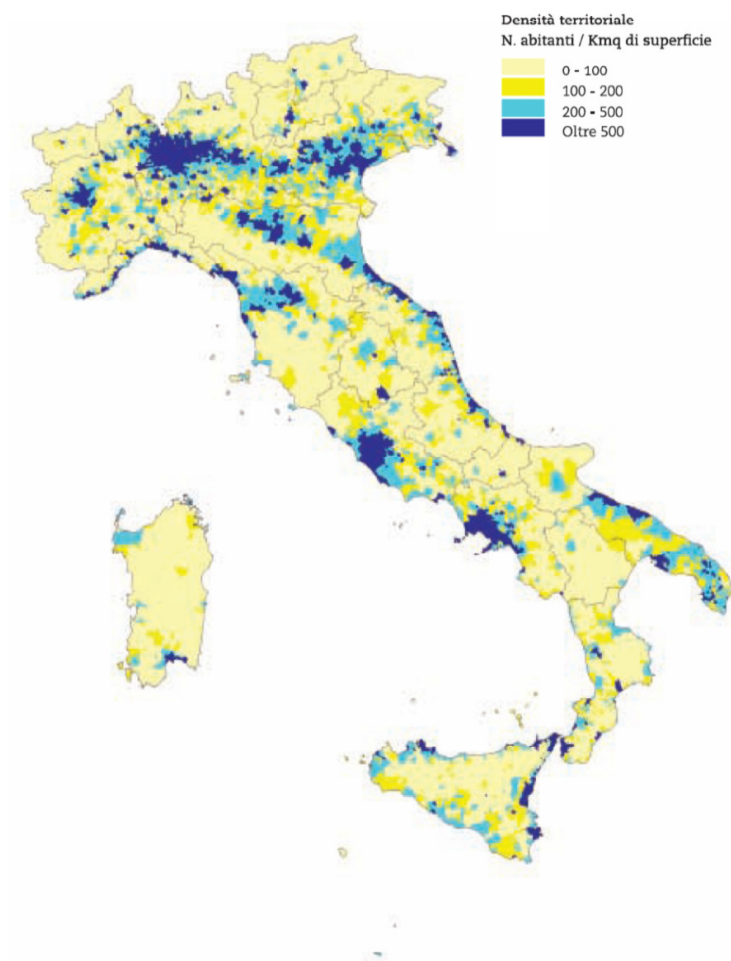 Densità territoriale
N. abitanti / Kmq di superficie
0 - 100
100 - 200
200 - 500
Oltre 500